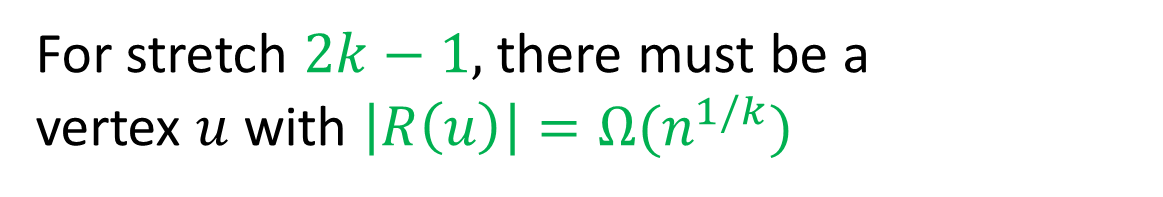 For stretch 2k − 1, there must be a
vertex u with |R(u)| = Ω(n^{1/k})